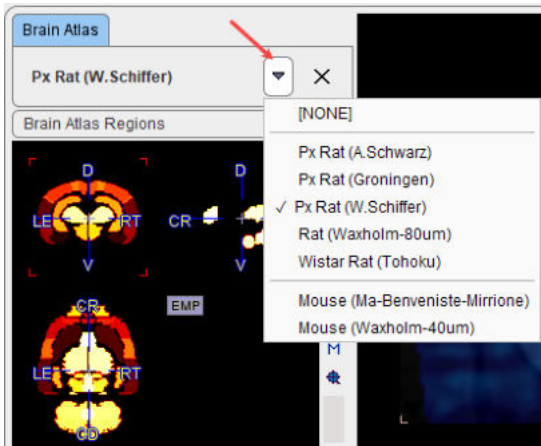 Brain Atlas
Px Rat (W.Schiffer)
Brain Atlas Regions
[NONE]
Px Rat (A.Schwarz)
Px Rat (Groningen)
✓ Px Rat (W.Schiffer)
Rat (Waxholm-80um)
Wistar Rat (Tohoku)
Mouse (Ma-Benveniste-Mirrione)
Mouse (Waxholm-40um)
D
D
LE
RT
CR
V
V
CR
EMP
M
LE
RT
CD